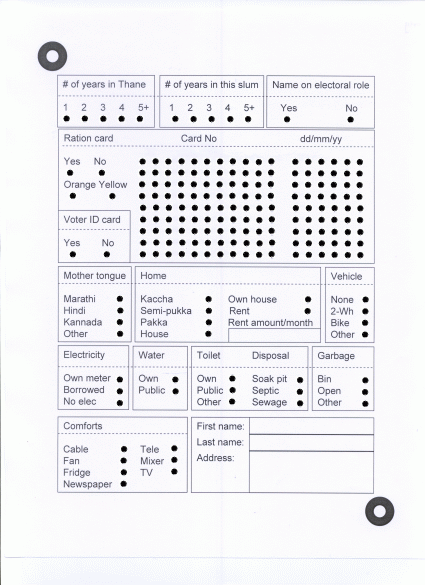 # of years in Thane
1 2 3 4 5+
# of years in this slum
1 2 3 4 5+
Name on electoral role
Yes No
Ration card Card No dd/mm/yy
Yes No
Orange Yellow
Voter ID card
Yes No
Mother tongue
Marathi
Hindi
Kannada
Other
Home
Kaccha Own house
Semi-pukka Rent
Pakka Rent amount/month
House
Vehicle
None
2-Wh
Bike
Other
Electricity
Own meter
Borrowed
No elec
Water
Own
Public
Toilet Disposal
Own Soak pit
Public Septic
Other Sewage
Garbage
Bin
Open
Other
Comforts
Cable Tele
Fan Mixer
Fridge TV
Newspaper
First name:
Last name:
Address: